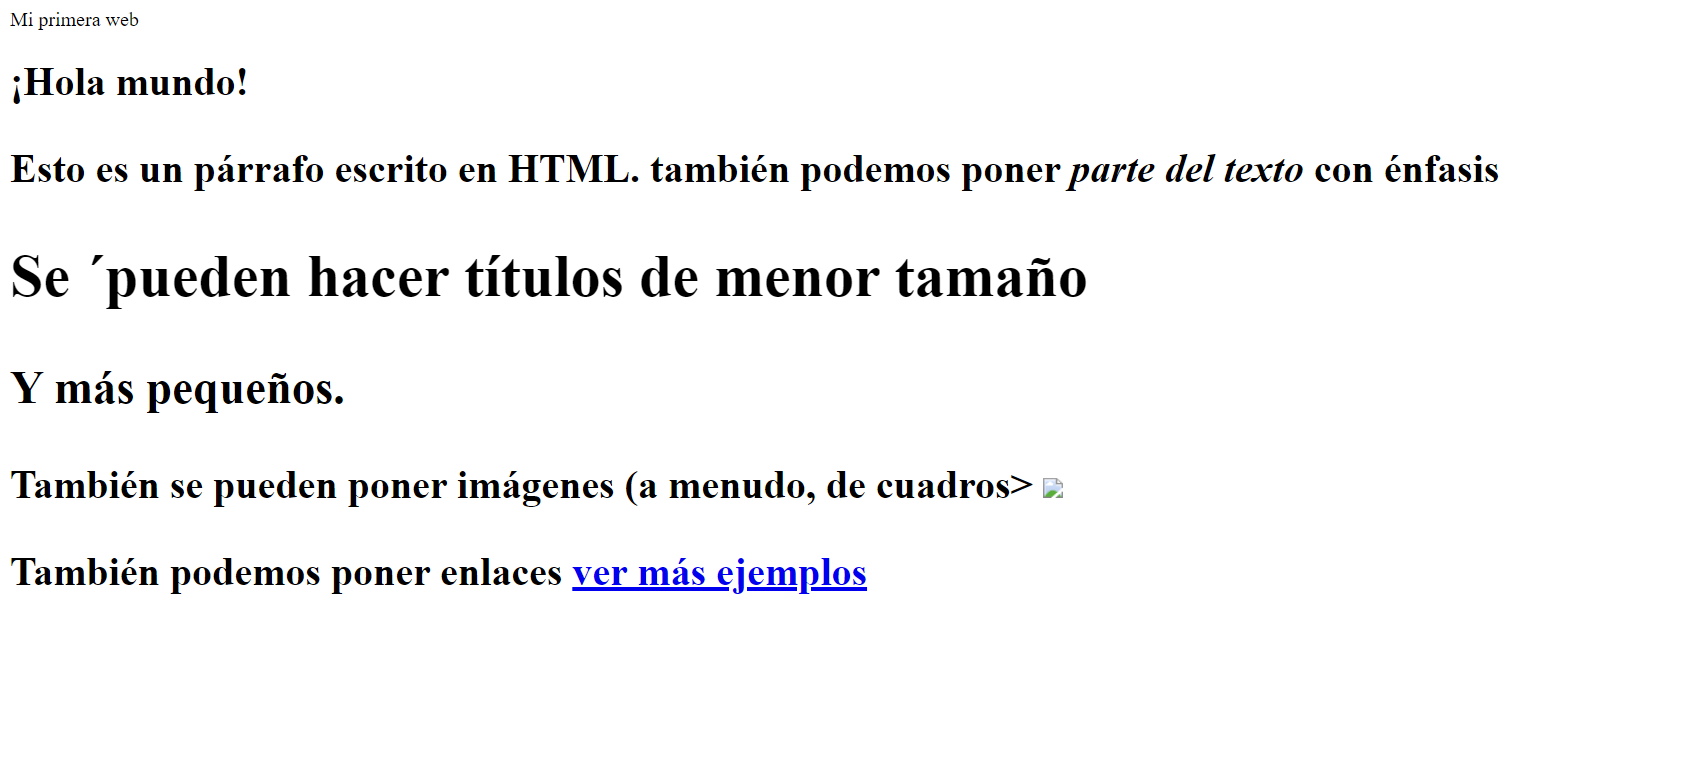 Mi primera web
¡Hola mundo!
Esto es un párrafo escrito en HTML. también podemos poner parte del texto con énfasis
Se ´pueden hacer títulos de menor tamaño
Y más pequeños.
También se pueden poner imágenes (a menudo, de cuadros>
También podemos poner enlaces ver más ejemplos